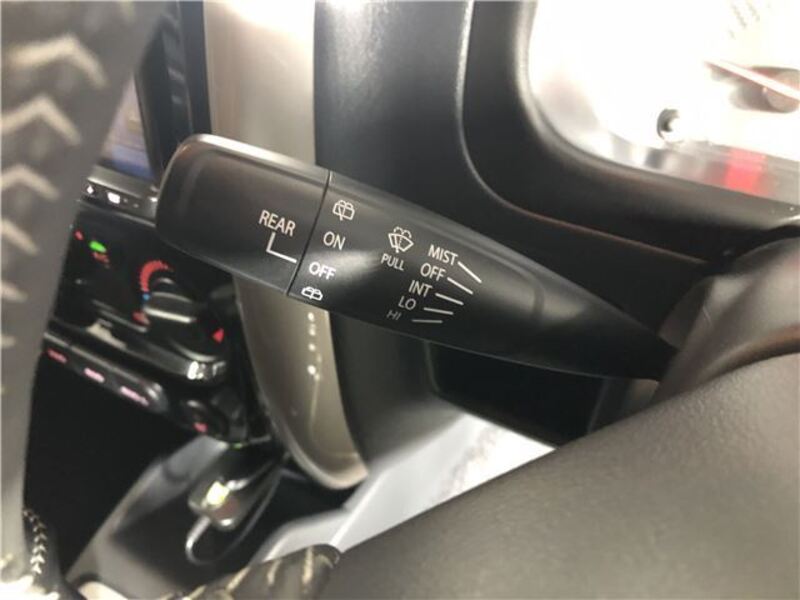 REAR
ON
OFF
PULL
MIST
OFF
INT
LO
HI